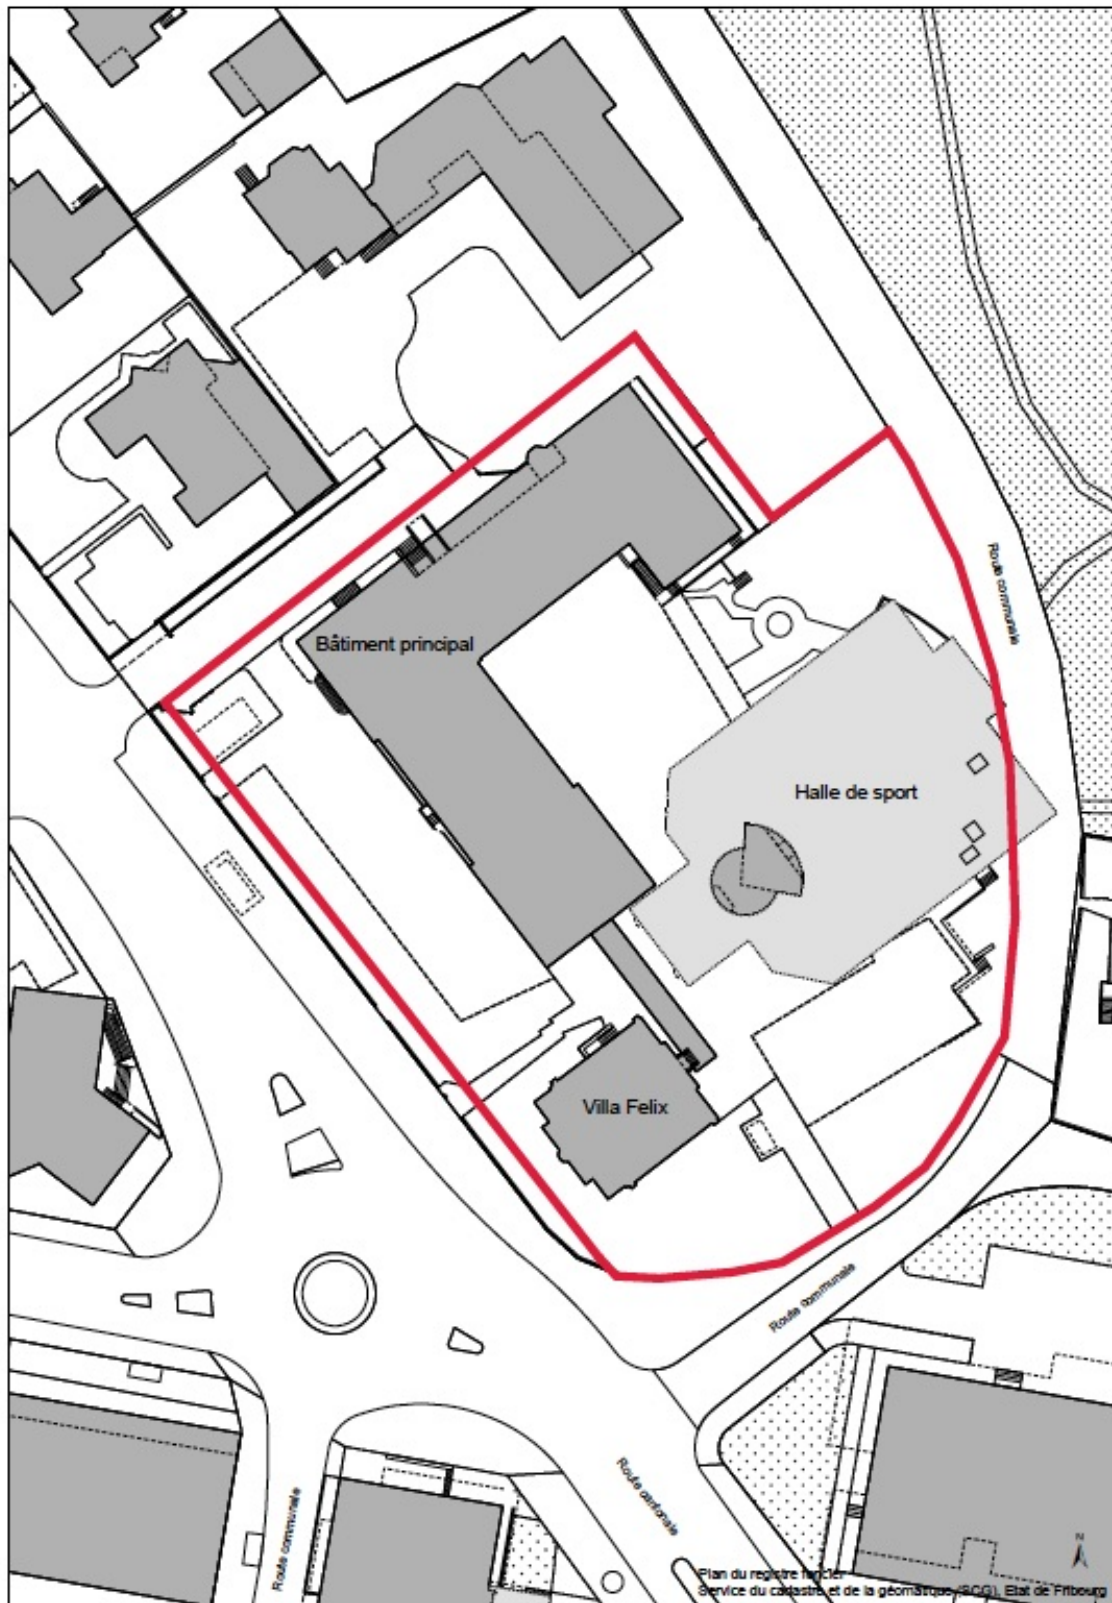 Route communale
Bâtiment principal
Halle de sport
Villa Felix
Route communale
Route cantonale
Route communale
N
Plan du registre foncier
Service du cadastre et de la géomatique (SCG), Etat de Fribourg